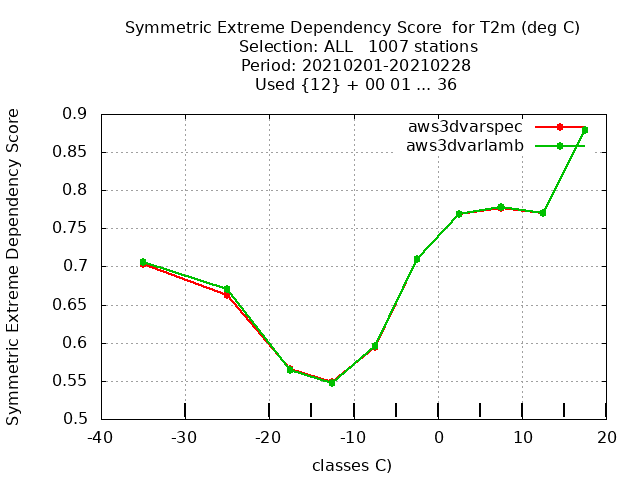 Symmetric Extreme Dependency Score  for T2m (deg C)
Selection: ALL   1007 stations
Period: 20210201-20210228
Used {12} + 00 01 ... 36
Symmetric Extreme Dependency Score
0.9
0.85
0.8
0.75
0.7
0.65
0.6
0.55
0.5
aws3dvarspec
aws3dvarlamb
-40 -30 -20 -10 0 10 20
classes C)